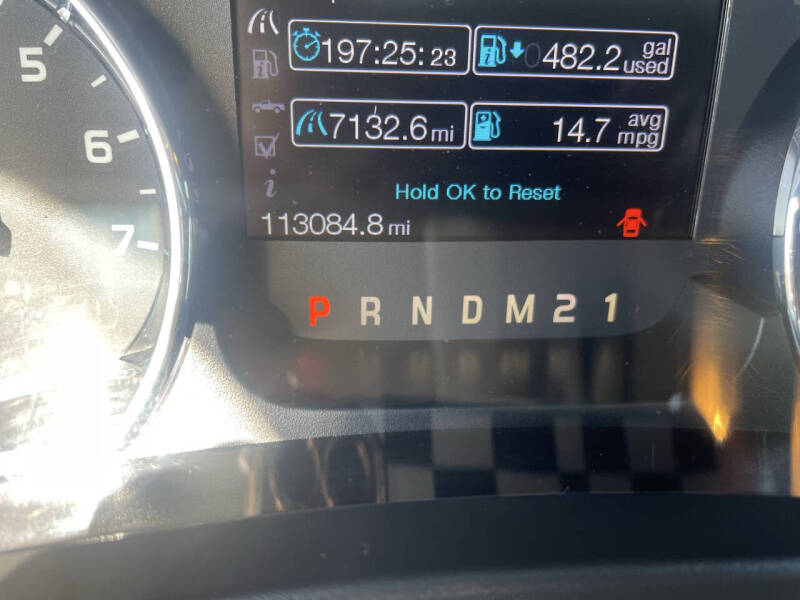 5
6
7
197:25:23
0482.2 gal used
7132.6 mi
14.7 avg mpg
Hold OK to Reset
113084.8 mi
P R N D M 2 1